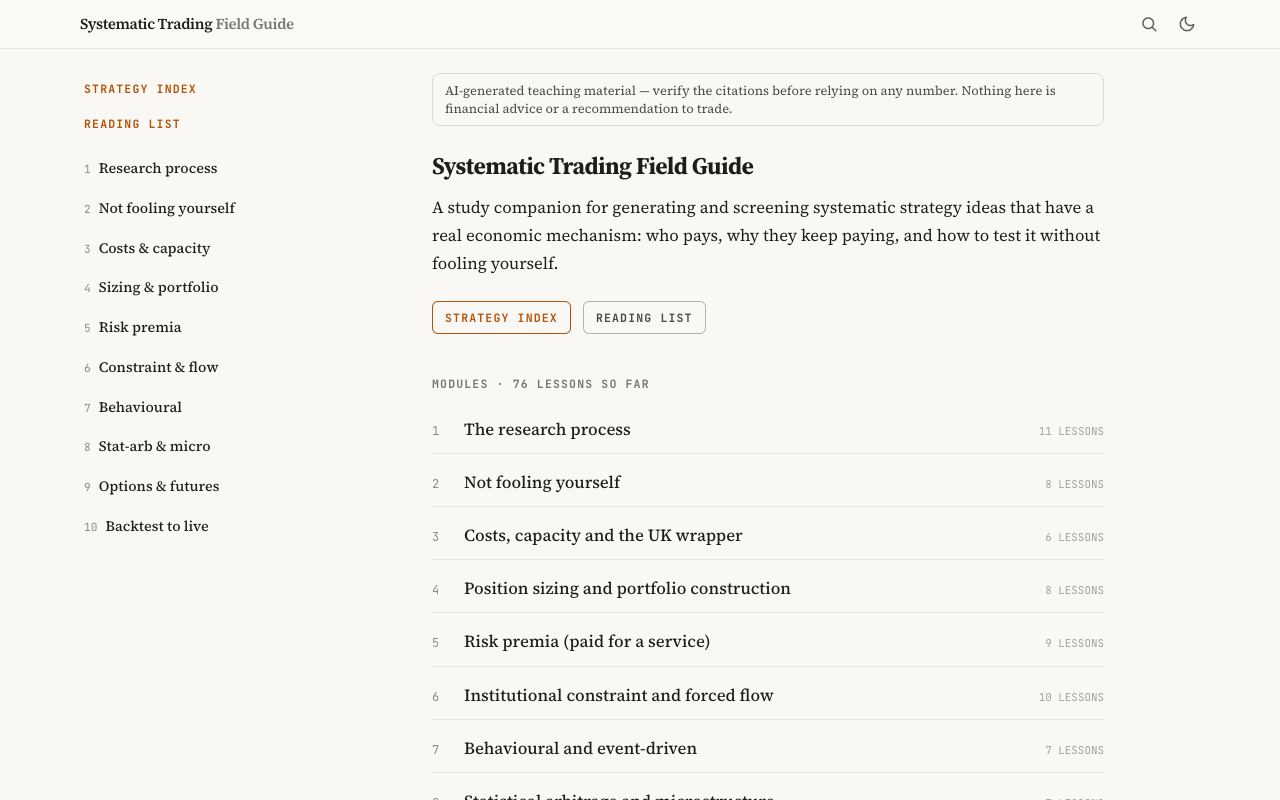 Systematic Trading Field Guide
STRATEGY INDEX
READING LIST
1 Research process
2 Not fooling yourself
3 Costs & capacity
4 Sizing & portfolio
5 Risk premia
6 Constraint & flow
7 Behavioural
8 Stat-arb & micro
9 Options & futures
10 Backtest to live
AI-generated teaching material — verify the citations before relying on any number. Nothing here is
financial advice or a recommendation to trade.
Systematic Trading Field Guide
A study companion for generating and screening systematic strategy ideas that have a
real economic mechanism: who pays, why they keep paying, and how to test it without
fooling yourself.
STRATEGY INDEX READING LIST
MODULES · 76 LESSONS SO FAR
1 The research process 11 LESSONS
2 Not fooling yourself 8 LESSONS
3 Costs, capacity and the UK wrapper 6 LESSONS
4 Position sizing and portfolio construction 8 LESSONS
5 Risk premia (paid for a service) 9 LESSONS
6 Institutional constraint and forced flow 10 LESSONS
7 Behavioural and event-driven 7 LESSONS
Statistical arbitrage and microstructure